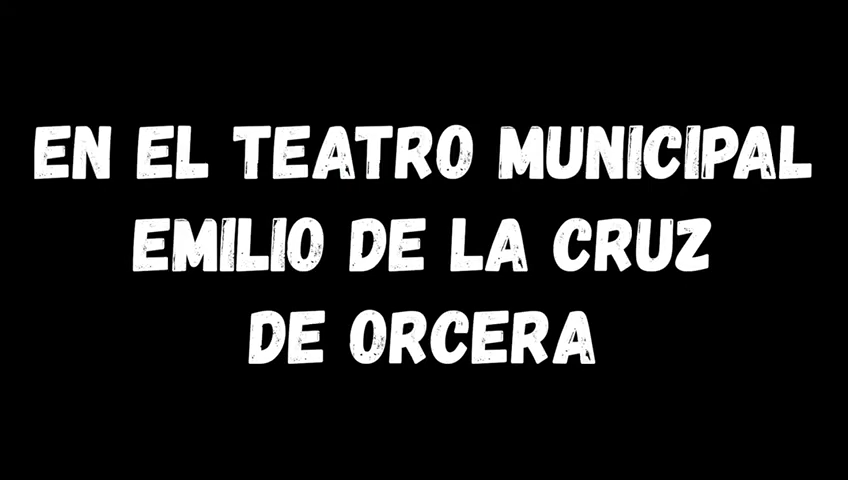 EN EL TEATRO MUNICIPAL
EMILIO DE LA CRUZ
DE ORCERA